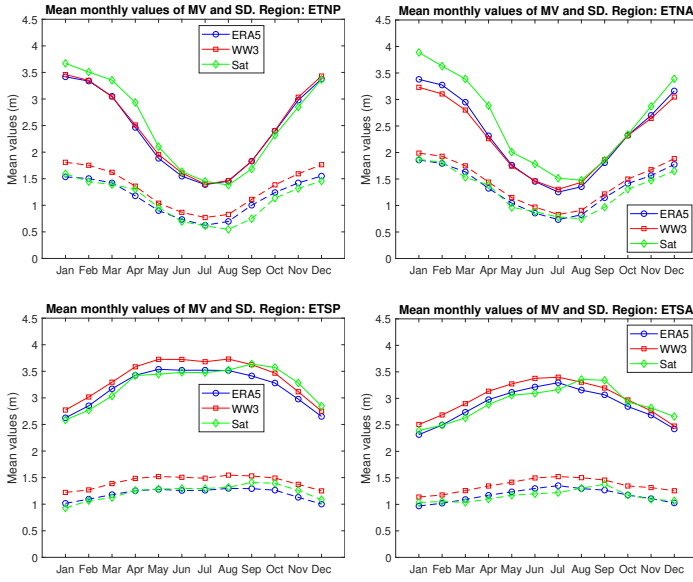 Mean monthly values of MV and SD. Region: ETNP
4.5
4
3.5
3
2.5
2
1.5
1
0.5
0
Mean values (m)
Jan Feb Mar Apr May Jun Jul Aug Sep Oct Nov Dec
ERA5
WW3
Sat
Mean monthly values of MV and SD. Region: ETNA
4.5
4
3.5
3
2.5
2
1.5
1
0.5
0
Mean values (m)
Jan Feb Mar Apr May Jun Jul Aug Sep Oct Nov Dec
ERA5
WW3
Sat
Mean monthly values of MV and SD. Region: ETSP
4.5
4
3.5
3
2.5
2
1.5
1
0.5
0
Mean values (m)
Jan Feb Mar Apr May Jun Jul Aug Sep Oct Nov Dec
ERA5
WW3
Sat
Mean monthly values of MV and SD. Region: ETSA
4.5
4
3.5
3
2.5
2
1.5
1
0.5
0
Mean values (m)
Jan Feb Mar Apr May Jun Jul Aug Sep Oct Nov Dec
ERA5
WW3
Sat